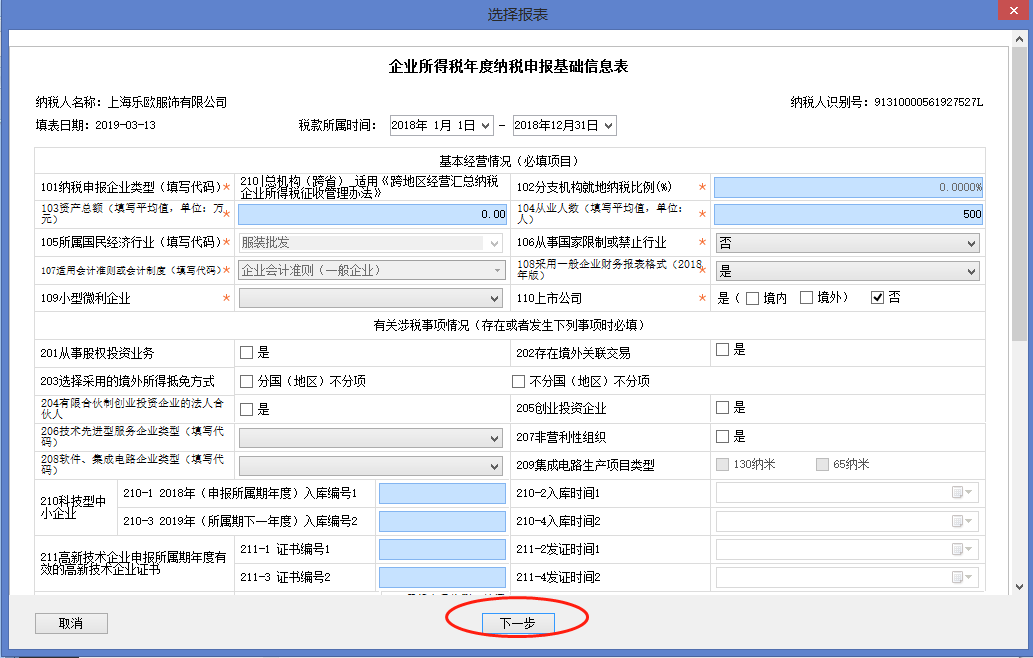 选择报表
企业所得税年度纳税申报基础信息表
纳税人名称：上海乐欧服饰有限公司
纳税人识别号：91310000561927527L
填表日期：2019-03-13
税款所属时间：
2018年 1月 1日
-
2018年12月31日
基本经营情况（必填项目）
101纳税申报企业类型（填写代码）*
210|总机构（跨省）_适用《跨地区经营汇总纳税
企业所得税征收管理办法》
102分支机构就地纳税比例(%) *
0.0000%
103资产总额（填写平均值，单位：万
元） *
0.00
104从业人数（填写平均值，单位：
人） *
500
105所属国民经济行业（填写代码）*
服装批发
106从事国家限制或禁止行业 *
否
107适用会计准则或会计制度（填写代码）*
企业会计准则（一般企业）
108采用一般企业财务报表格式（2018
年版） *
是
109小型微利企业 *
110上市公司 *
是（ 境内 境外） 否
有关涉税事项情况（存在或者发生下列事项时必填）
201从事股权投资业务
是
202存在境外关联交易
是
203选择采用的境外所得抵免方式
分国（地区）不分项
不分国（地区）不分项
204有限合伙制创业投资企业的法人合
伙人
是
205创业投资企业
是
206技术先进型服务企业类型（填写代
码）
207非营利性组织
是
208软件、集成电路企业类型（填写代
码）
209集成电路生产项目类型
130纳米
65纳米
210科技型中
小企业
210-1 2018年（申报所属期年度）入库编号1
210-2入库时间1
210-3 2019年（所属期下一年度）入库编号2
210-4入库时间2
211高新技术企业申报所属期年度有
效的高新技术企业证书
211-1 证书编号1
211-2发证时间1
211-3 证书编号2
211-4发证时间2
取消
下一步